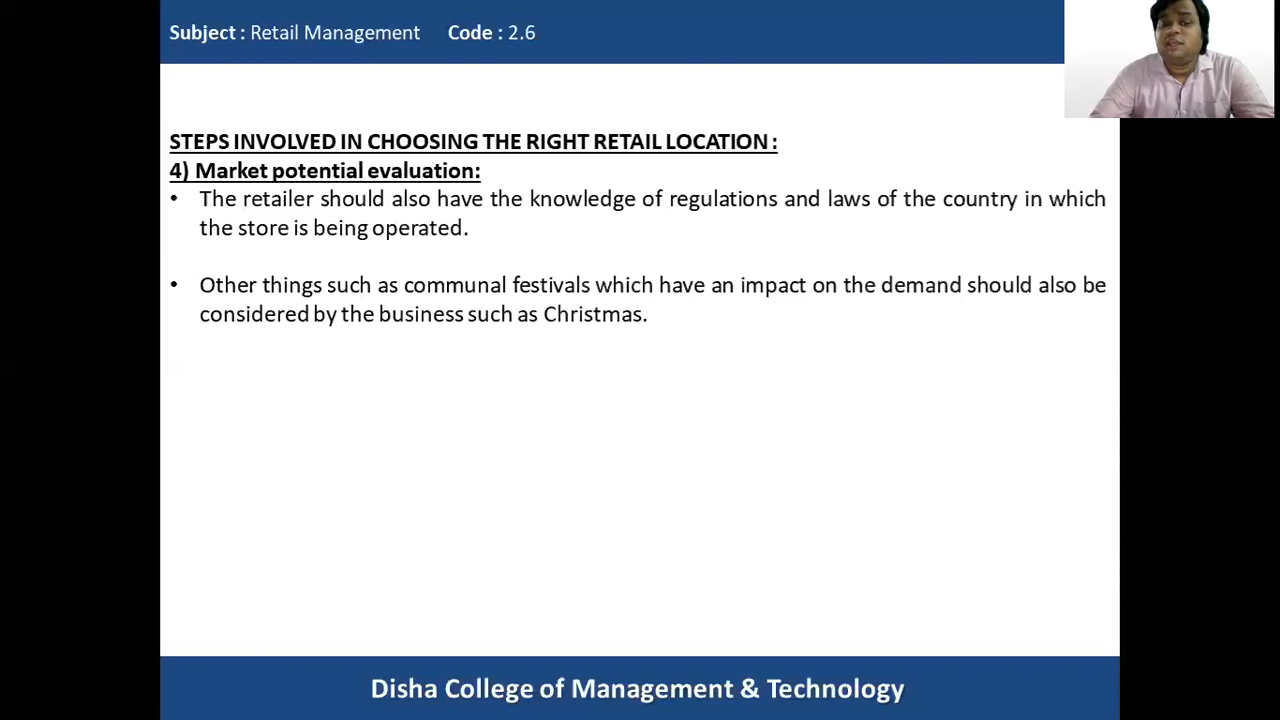 Subject : Retail Management Code : 2.6
STEPS INVOLVED IN CHOOSING THE RIGHT RETAIL LOCATION :
4) Market potential evaluation:
• The retailer should also have the knowledge of regulations and laws of the country in which
the store is being operated.
• Other things such as communal festivals which have an impact on the demand should also be
considered by the business such as Christmas.
Disha College of Management & Technology